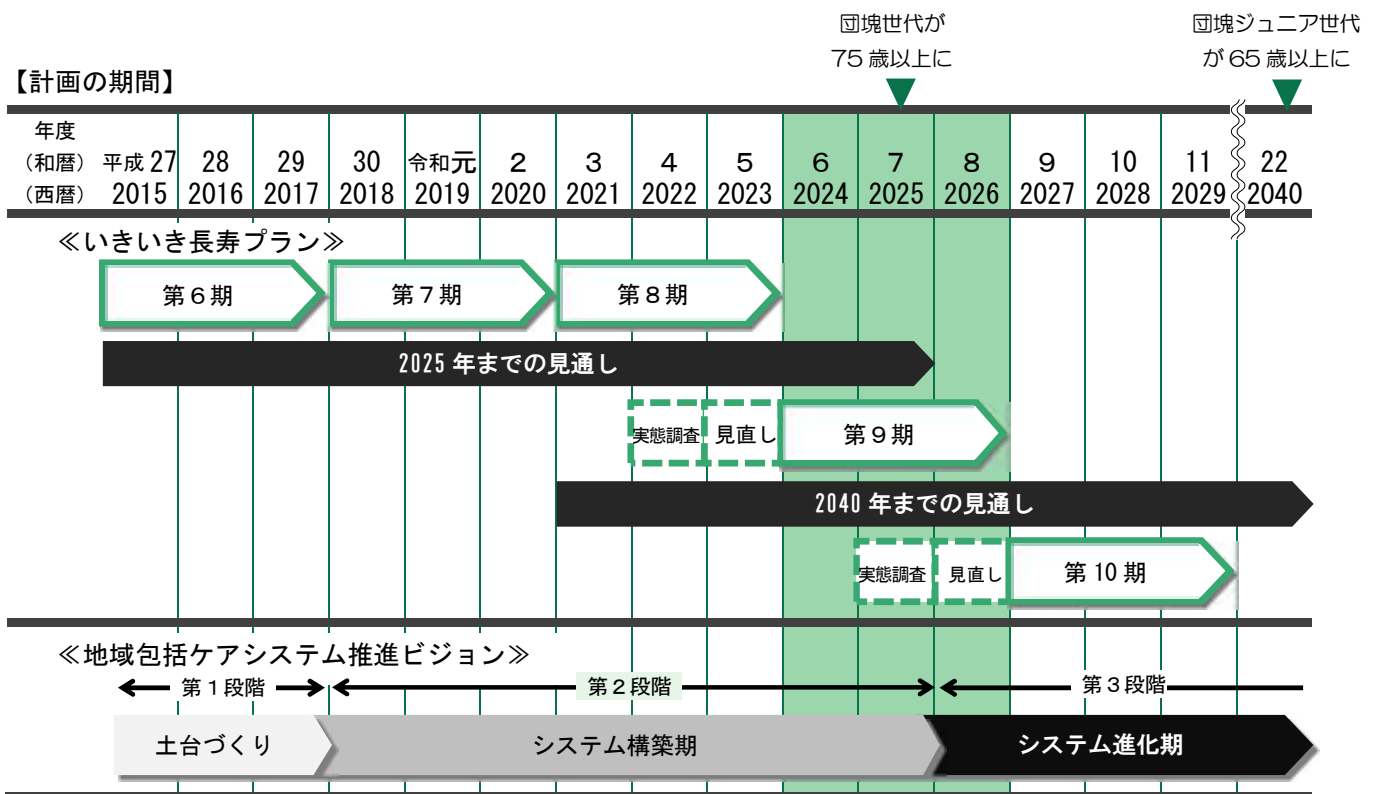 団塊世代が
75歳以上に
団塊ジュニア世代
が65歳以上に
【計画の期間】
年度
（和暦） 平成27 28 29 30 令和元 2 3 4 5 6 7 8 9 10 11 22
（西暦） 2015 2016 2017 2018 2019 2020 2021 2022 2023 2024 2025 2026 2027 2028 2029 2040
≪いきいき長寿プラン≫
第６期 第７期 第８期
2025年までの見通し
実態調査 見直し 第９期
2040年までの見通し
実態調査 見直し 第10期
≪地域包括ケアシステム推進ビジョン≫
第１段階 第２段階 第３段階
土台づくり システム構築期 システム進化期